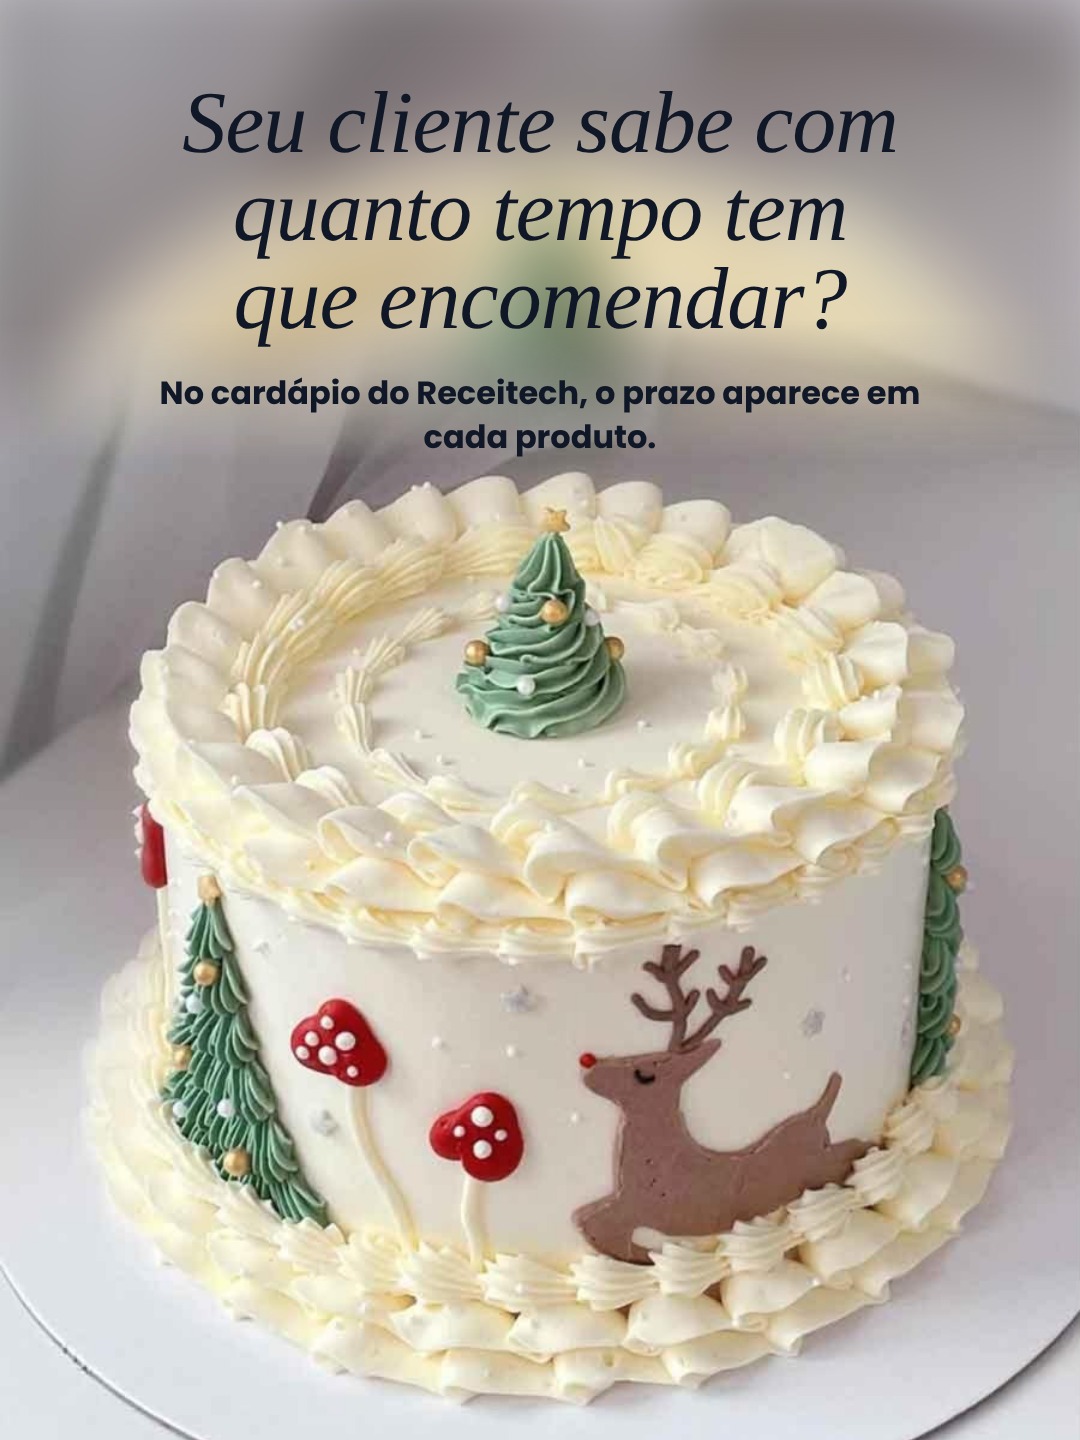 Seu cliente sabe com
quanto tempo tem
que encomendar?
No cardápio do Receitech, o prazo aparece em
cada produto.